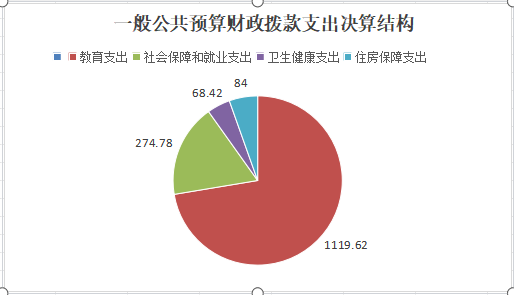 一般公共预算财政拨款支出决算结构
教育支出 社会保障和就业支出 卫生健康支出 住房保障支出
84
68.42
274.78
1119.62